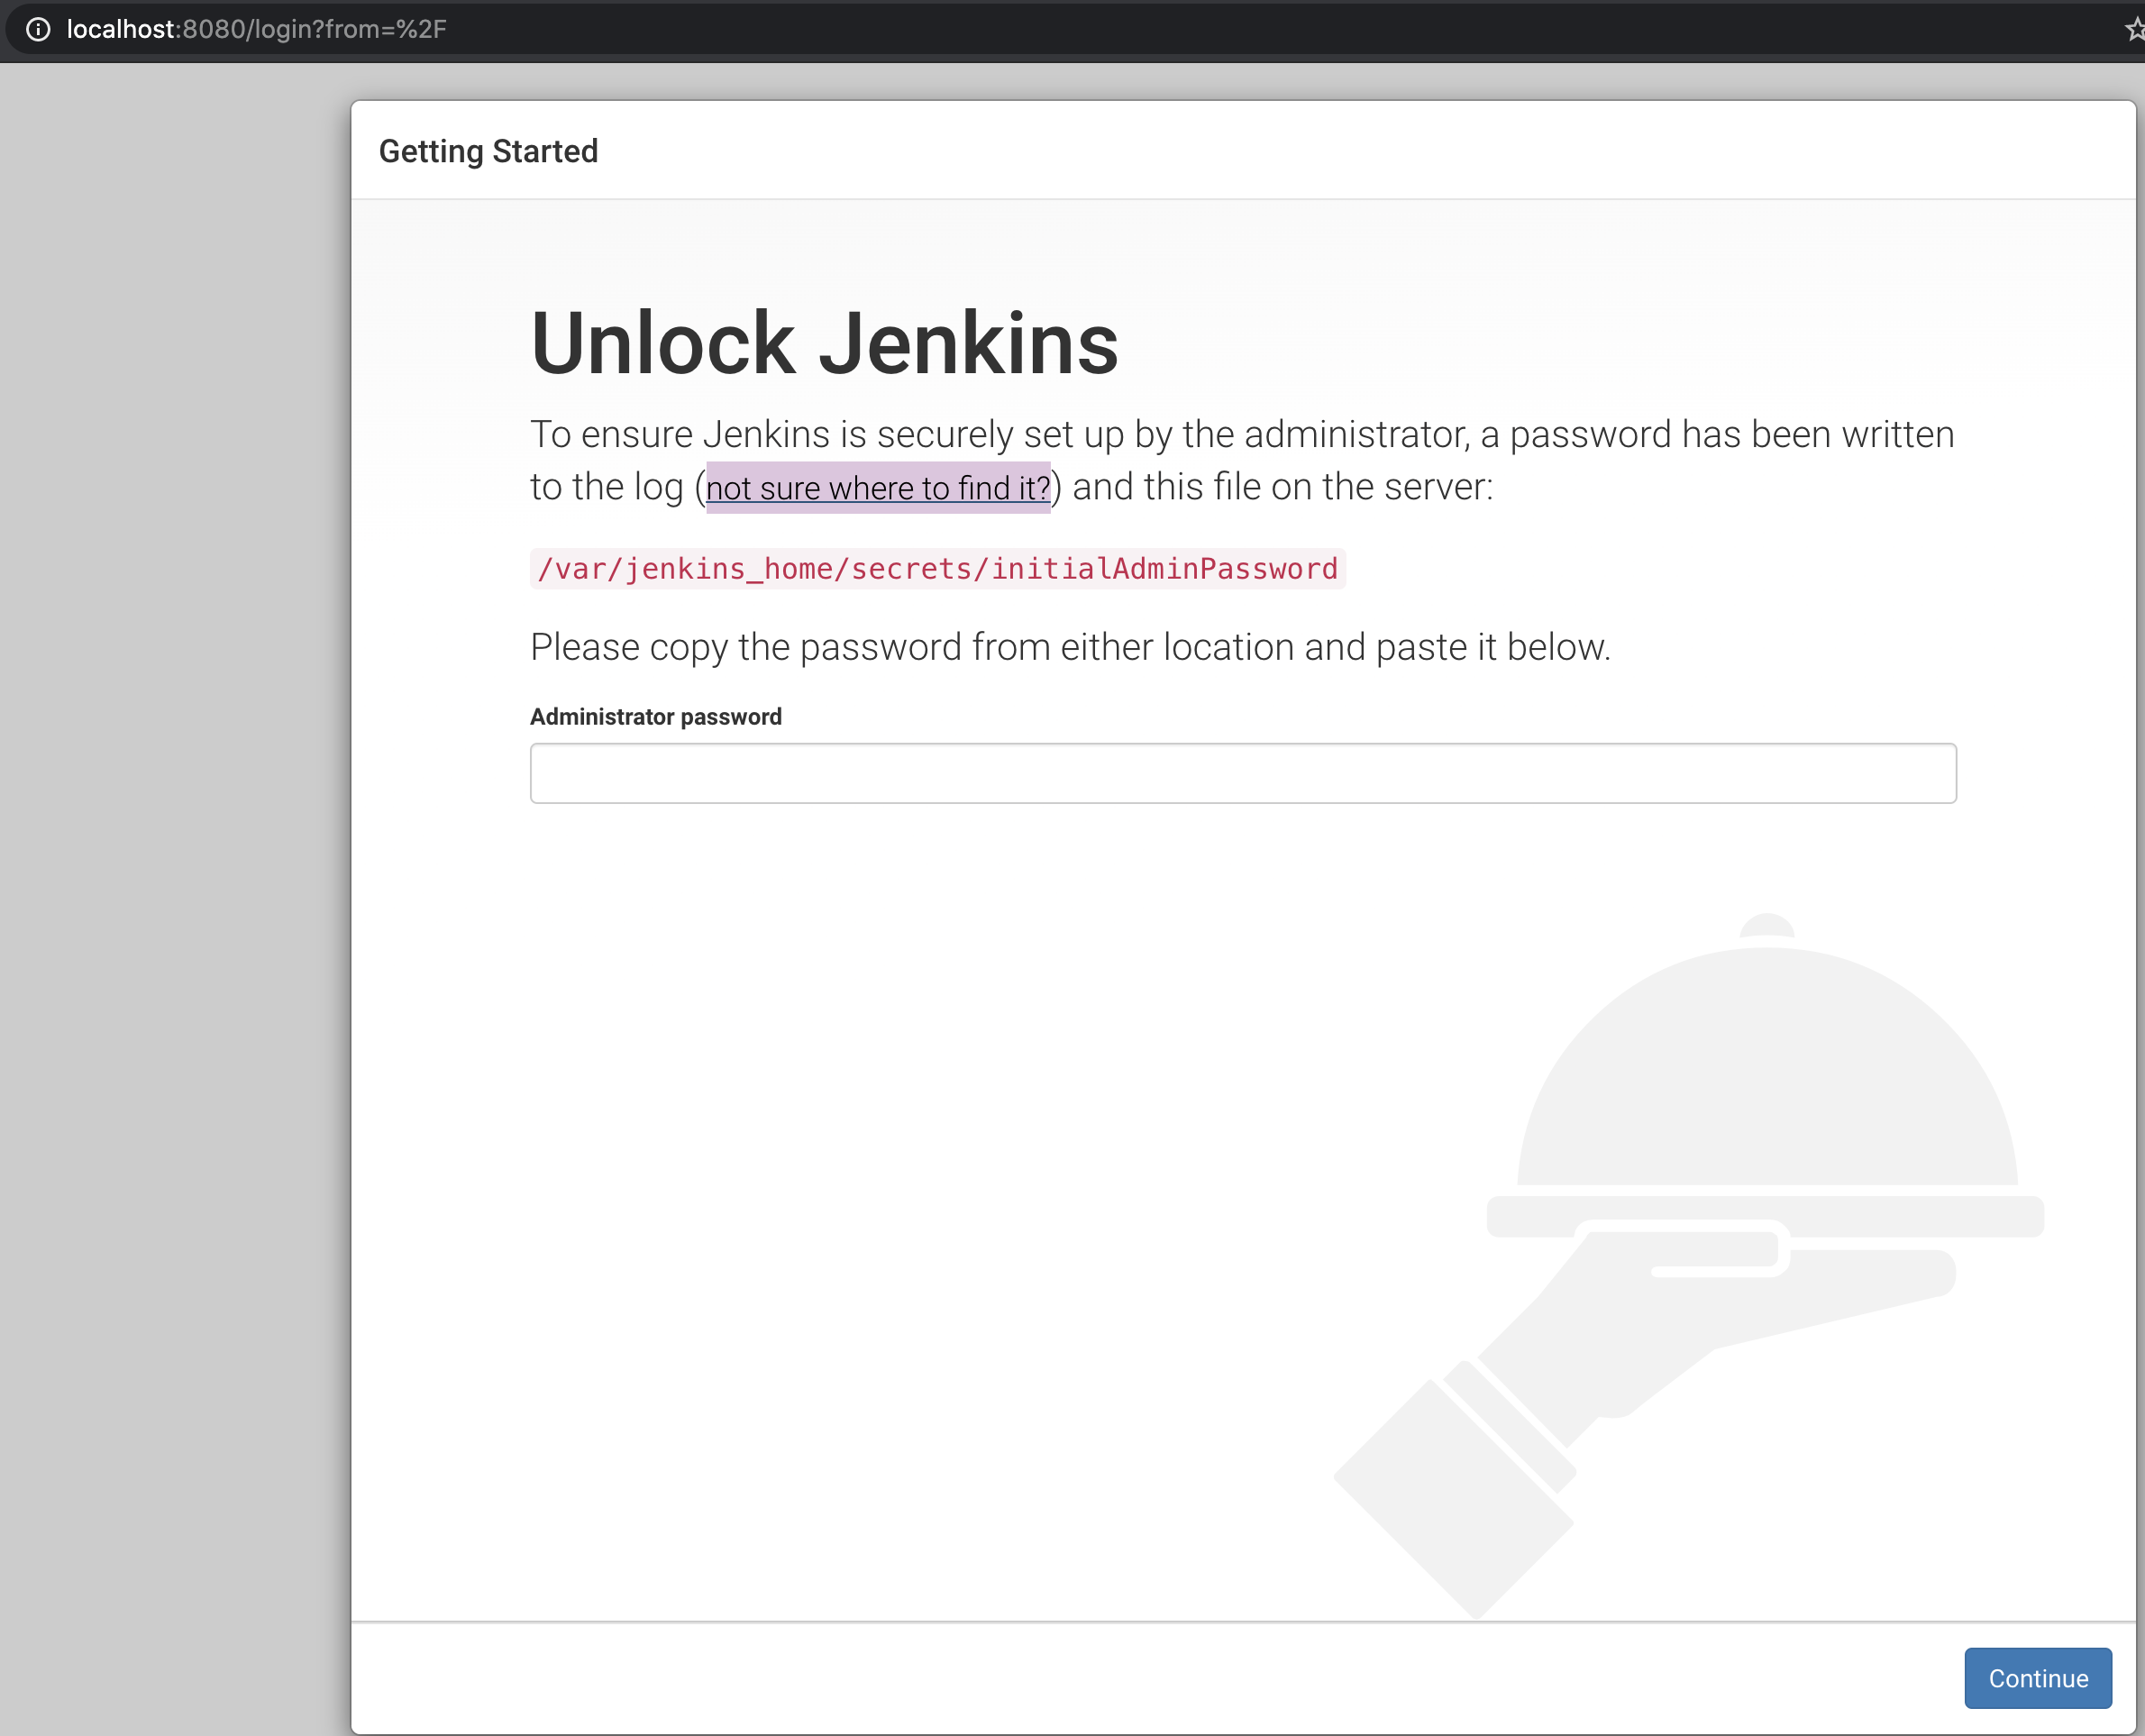 localhost:8080/login?from=%2F
Getting Started
Unlock Jenkins
To ensure Jenkins is securely set up by the administrator, a password has been written
to the log (not sure where to find it?) and this file on the server:
/var/jenkins_home/secrets/initialAdminPassword
Please copy the password from either location and paste it below.
Administrator password
Continue